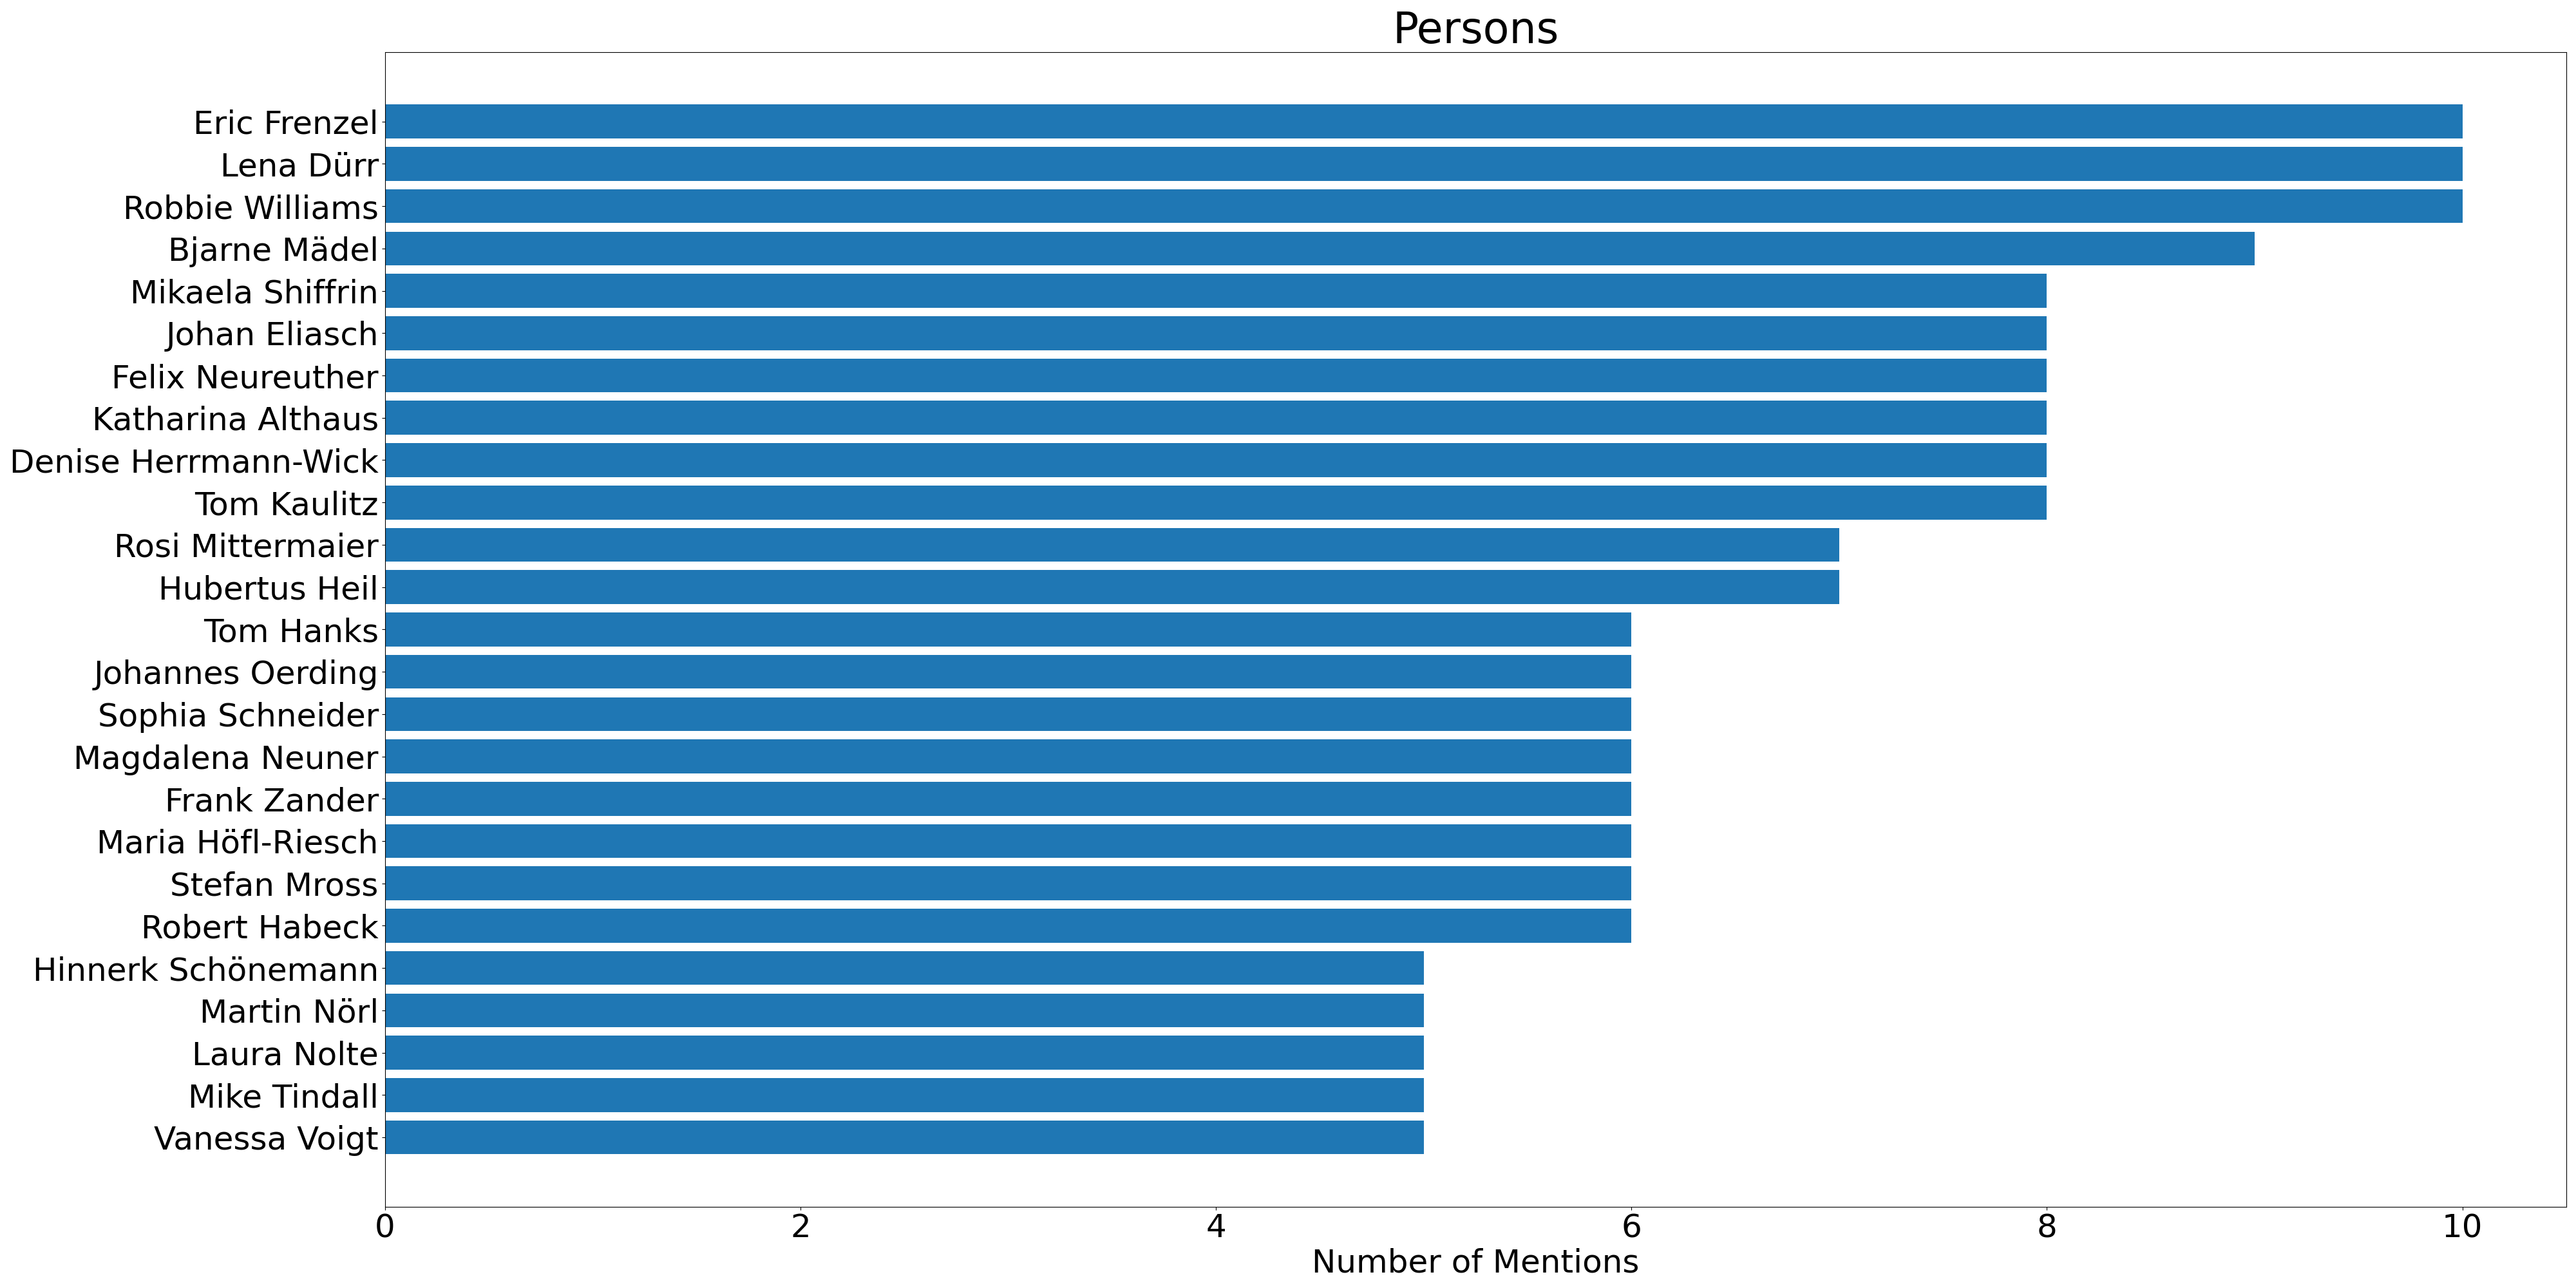 Persons
Eric Frenzel
Lena Dürr
Robbie Williams
Bjarne Mädel
Mikaela Shiffrin
Johan Eliasch
Felix Neureuther
Katharina Althaus
Denise Herrmann-Wick
Tom Kaulitz
Rosi Mittermaier
Hubertus Heil
Tom Hanks
Johannes Oerding
Sophia Schneider
Magdalena Neuner
Frank Zander
Maria Höfl-Riesch
Stefan Mross
Robert Habeck
Hinnerk Schönemann
Martin Nörl
Laura Nolte
Mike Tindall
Vanessa Voigt
0 2 4 6 8 10
Number of Mentions